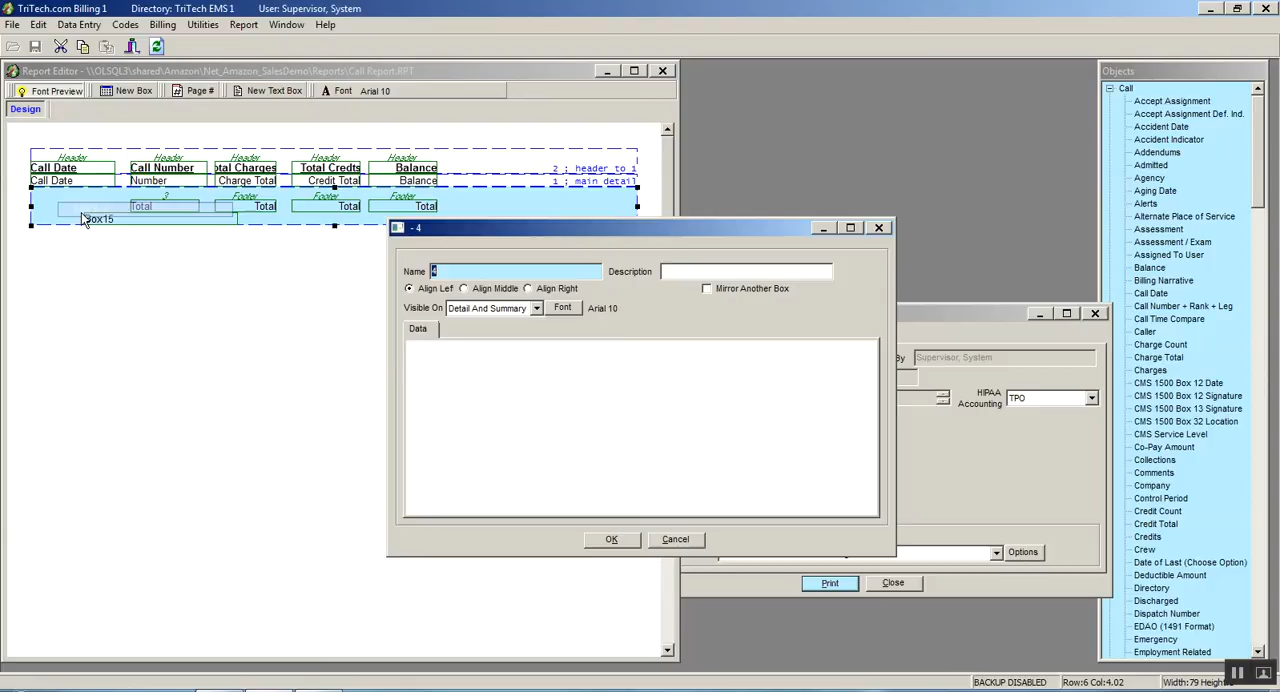 TriTech.com Billing 1 Directory: TriTech EMS 1 User: Supervisor, System
File Edit Data Entry Codes Billing Utilities Report Window Help
Report Editor - \\OLSQL3\shared\Amazon\Net_Amazon_SalesDemo\Reports\Call Report.RPT
Font Preview New Box Page # New Text Box Font Arial 10
Design
Header Header Header Header Header
Call Date Call Number otal Charges Total Credts Balance 2 : header to 1
Call Date Number Charge Total Credit Total Balance 1 : main detail
3 Footer Footer Footer
Total Total Total Total
Box15
- 4
Name 4 Description
Align Lef Align Middle Align Right Mirror Another Box
Visible On Detail And Summary Font Arial 10
Data
OK Cancel
By Supervisor, System
HIPAA
Accounting TPO
Options
Print Close
Objects
Call
Accept Assignment
Accept Assignment Def. Ind.
Accident Date
Accident Indicator
Addendums
Admitted
Agency
Aging Date
Alerts
Alternate Place of Service
Assessment
Assessment / Exam
Assigned To User
Balance
Billing Narrative
Call Date
Call Number + Rank + Leg
Call Time Compare
Caller
Charge Count
Charge Total
Charges
CMS 1500 Box 12 Date
CMS 1500 Box 12 Signature
CMS 1500 Box 13 Signature
CMS 1500 Box 32 Location
CMS Service Level
Co-Pay Amount
Collections
Comments
Company
Control Period
Credit Count
Credit Total
Credits
Crew
Date of Last (Choose Option)
Deductible Amount
Directory
Discharged
Dispatch Number
EDAO (1491 Format)
Emergency
Employment Related
BACKUP DISABLED Row:6 Col:4.02 Width:79 Height: